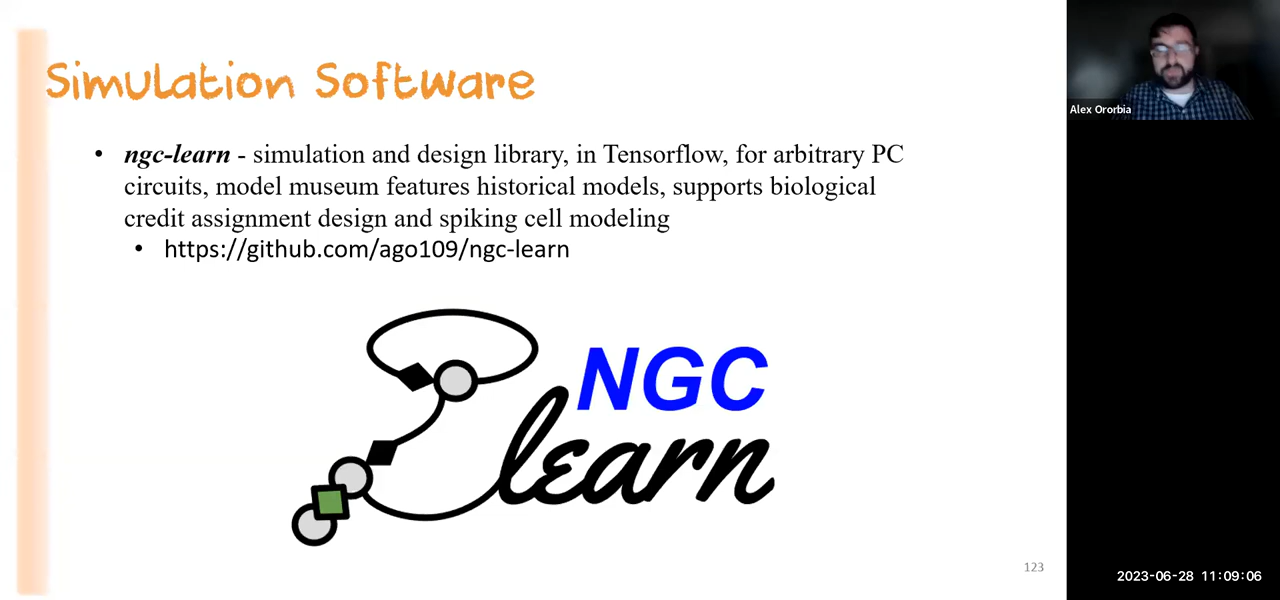 Simulation Software
• ngc-learn - simulation and design library, in Tensorflow, for arbitrary PC
circuits, model museum features historical models, supports biological
credit assignment design and spiking cell modeling
• https://github.com/ago109/ngc-learn
NGC
learn
123
Alex Ororbia
2023-06-28 11:09:06